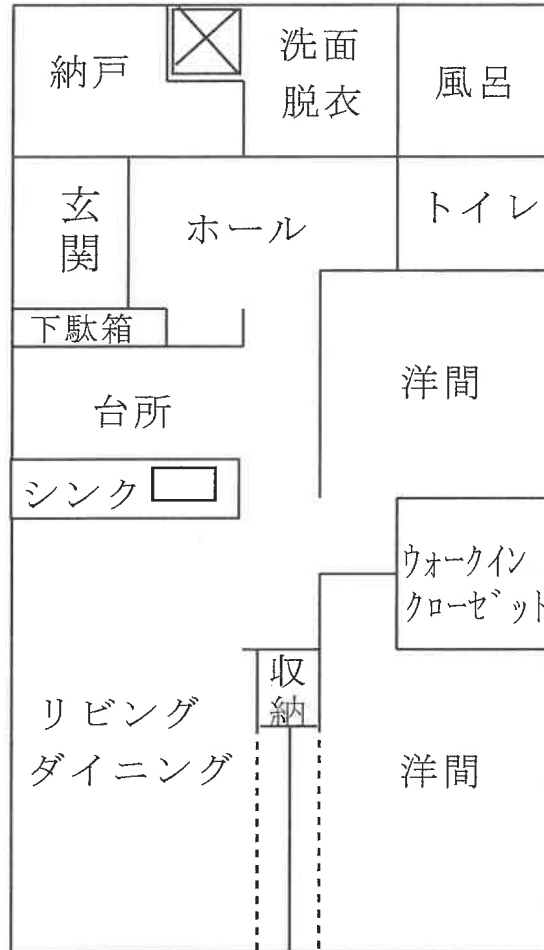 納戸
洗面
脱衣
風呂
玄
関
ホール
トイレ
下駄箱
台所
洋間
シンク
ウォークイン
クローゼット
収
納
リビング
ダイニング
洋間